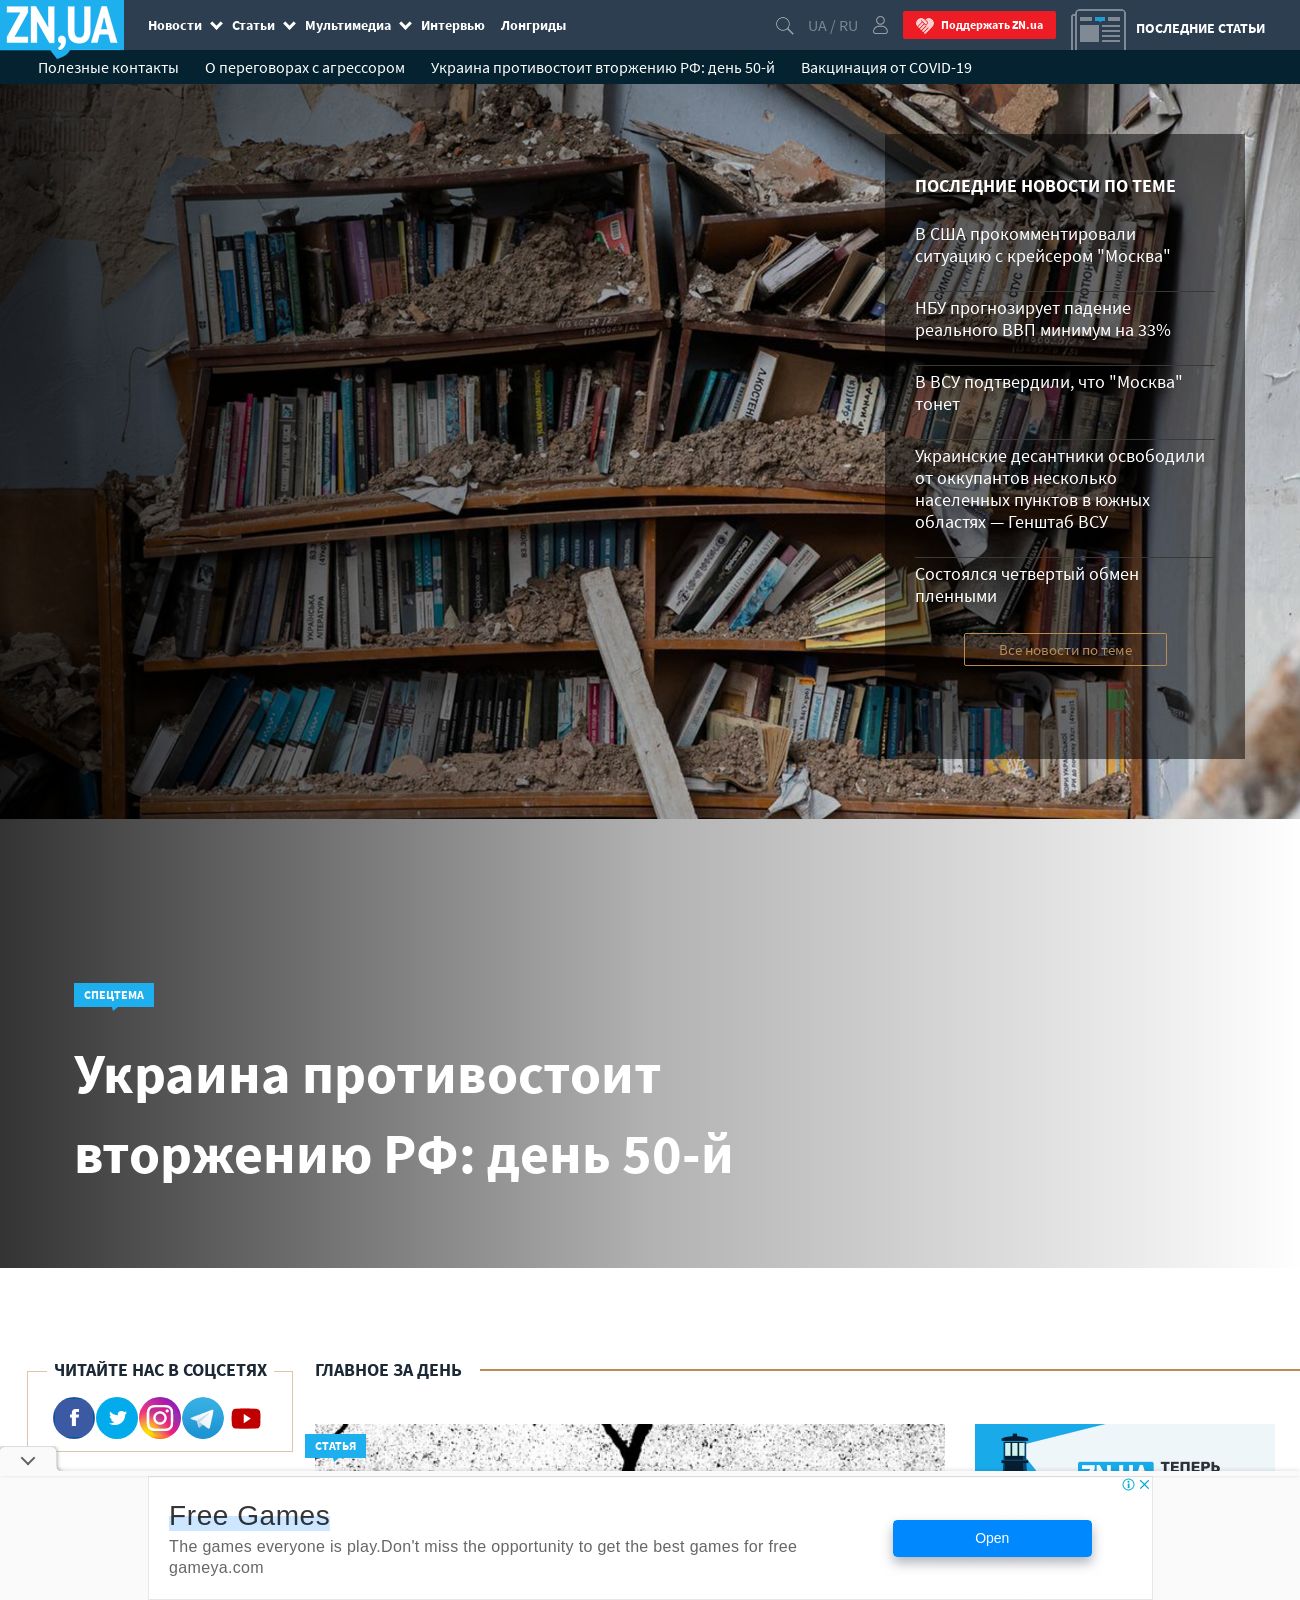 ZN,UA
Новости
Статьи
Мультимедиа
Интервью
Лонгриды
UA / RU
Поддержать ZN.ua
ПОСЛЕДНИЕ СТАТЬИ
Полезные контакты
О переговорах с агрессором
Украина противостоит вторжению РФ: день 50-й
Вакцинация от COVID-19
ПОСЛЕДНИЕ НОВОСТИ ПО ТЕМЕ
В США прокомментировали
ситуацию с крейсером "Москва"
НБУ прогнозирует падение
реального ВВП минимум на 33%
В ВСУ подтвердили, что "Москва"
тонет
Украинские десантники освободили
от оккупантов несколько
населенных пунктов в южных
областях — Генштаб ВСУ
Состоялся четвертый обмен
пленными
Все новости по теме
СПЕЦТЕМА
Украина противостоит
вторжению РФ: день 50-й
ЧИТАЙТЕ НАС В СОЦСЕТЯХ
ГЛАВНОЕ ЗА ДЕНЬ
СТАТЬЯ
ZN,UA ТЕПЕРЬ
Free Games
The games everyone is play.Don't miss the opportunity to get the best games for free
gameya.com
Open